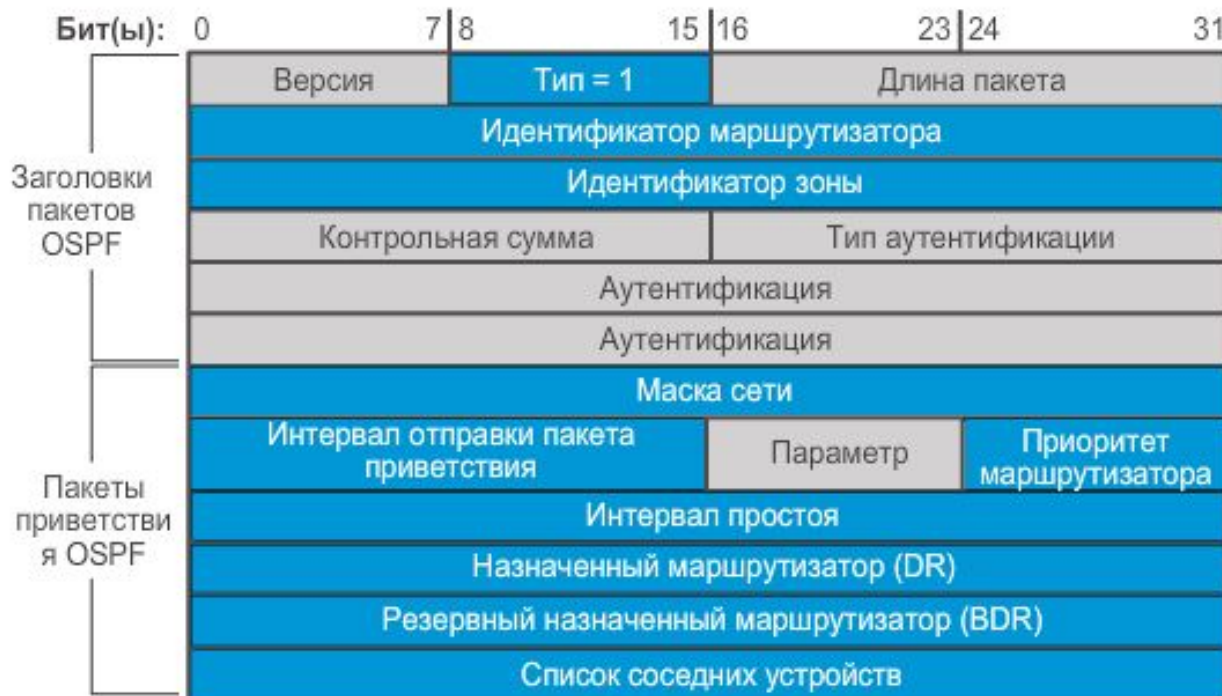 Бит(ы): 0 7 8 15 16 23 24 31
Версия Тип = 1 Длина пакета
Идентификатор маршрутизатора
Идентификатор зоны
Заголовки
пакетов
OSPF
Контрольная сумма Тип аутентификации
Аутентификация
Аутентификация
Маска сети
Интервал отправки пакета
приветствия
Параметр
Приоритет
маршрутизатора
Пакеты
приветстви
я OSPF
Интервал простоя
Назначенный маршрутизатор (DR)
Резервный назначенный маршрутизатор (BDR)
Список соседних устройств